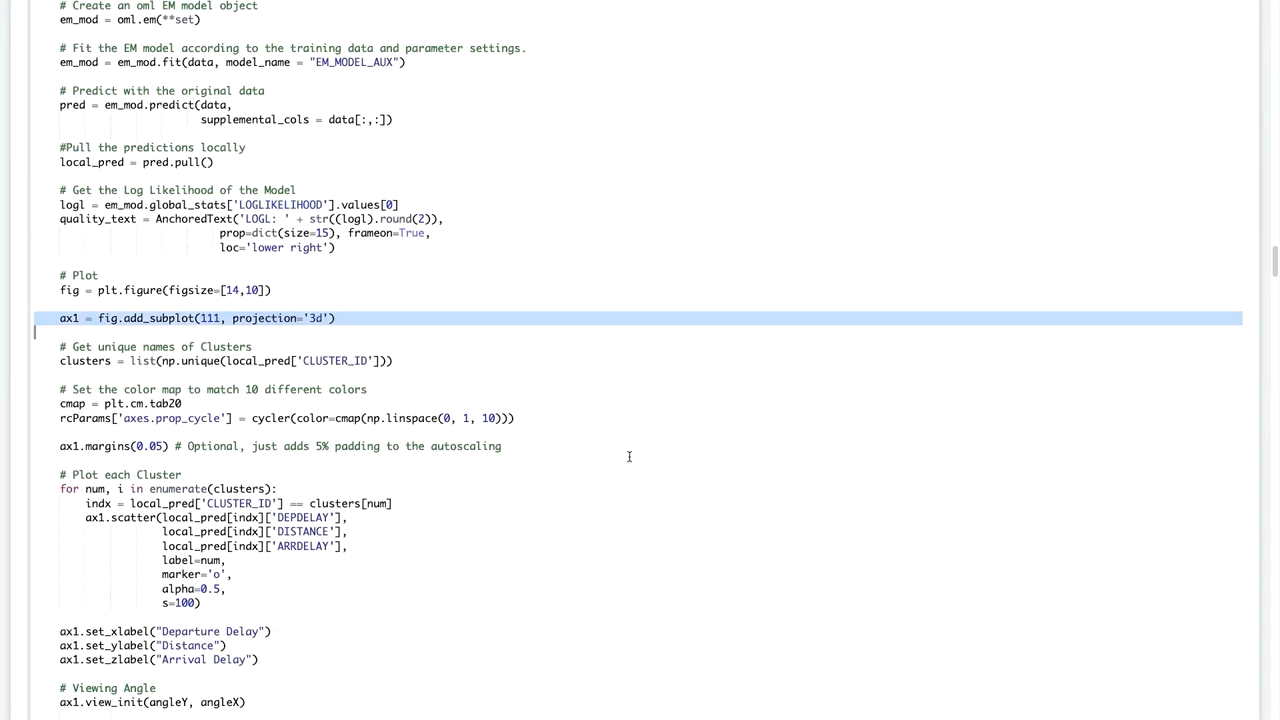 # Create an oml EM model object
em_mod = oml.em(**set)
# Fit the EM model according to the training data and parameter settings.
em_mod = em_mod.fit(data, model_name = "EM_MODEL_AUX")
# Predict with the original data
pred = em_mod.predict(data,
supplemental_cols = data[:,:])
#Pull the predictions locally
local_pred = pred.pull()
# Get the Log Likelihood of the Model
logl = em_mod.global_stats['LOGLIKELIHOOD'].values[0]
quality_text = AnchoredText('LOGL: ' + str((logl).round(2)),
prop=dict(size=15), frameon=True,
loc='lower right')
# Plot
fig = plt.figure(figsize=[14,10])
ax1 = fig.add_subplot(111, projection='3d')
# Get unique names of Clusters
clusters = list(np.unique(local_pred['CLUSTER_ID']))
# Set the color map to match 10 different colors
cmap = plt.cm.tab20
rcParams['axes.prop_cycle'] = cycler(color=cmap(np.linspace(0, 1, 10)))
ax1.margins(0.05) # Optional, just adds 5% padding to the autoscaling
# Plot each Cluster
for num, i in enumerate(clusters):
indx = local_pred['CLUSTER_ID'] == clusters[num]
ax1.scatter(local_pred[indx]['DEPDELAY'],
local_pred[indx]['DISTANCE'],
local_pred[indx]['ARRDELAY'],
label=num,
marker='o',
alpha=0.5,
s=100)
ax1.set_xlabel("Departure Delay")
ax1.set_ylabel("Distance")
ax1.set_zlabel("Arrival Delay")
# Viewing Angle
ax1.view_init(angleY, angleX)